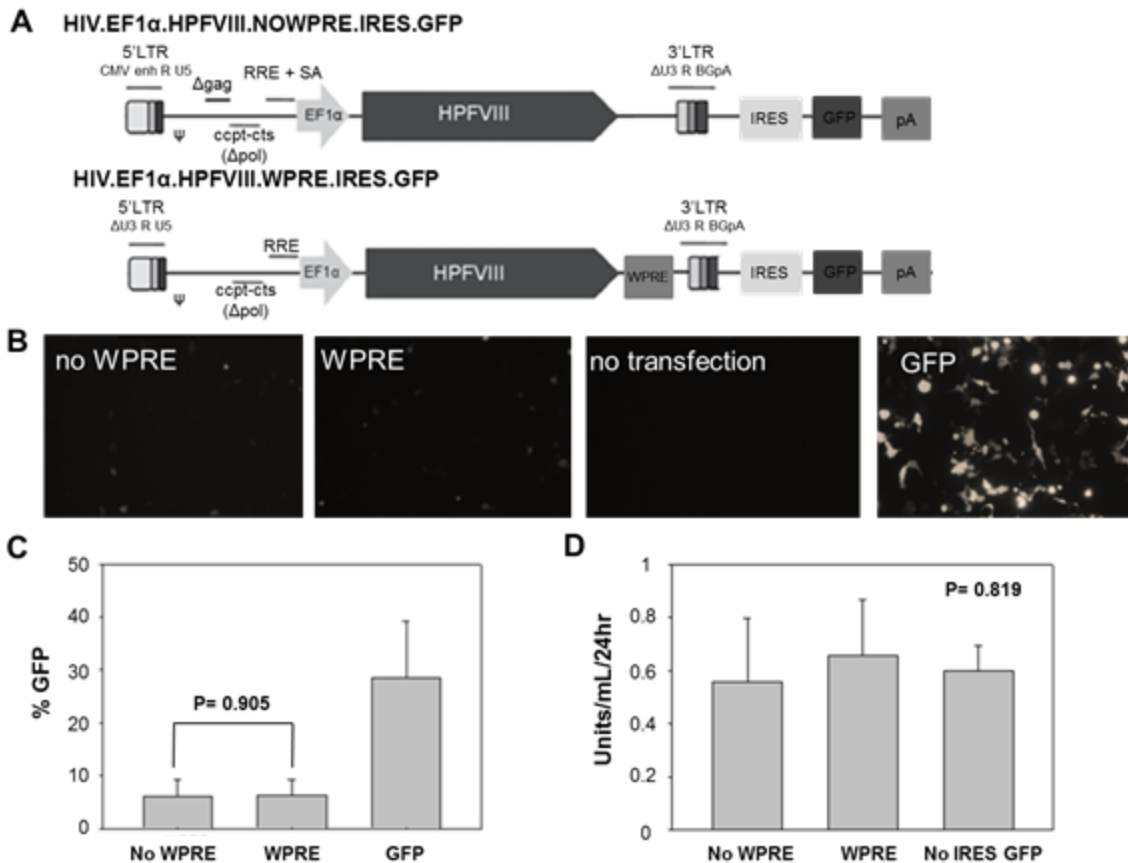 A HIV.EF1α.HPFVIII.NOWPRE.IRES.GFP
5'LTR
CMV enh R U5
Δgag
RRE + SA
3'LTR
ΔU3 R BGpA
EF1α
HPFVIII
IRES
GFP
pA
Ψ
ccpt-cts
(Δpol)
HIV.EF1α.HPFVIII.WPRE.IRES.GFP
5'LTR
ΔU3 R U5
RRE
3'LTR
ΔU3 R BGpA
EF1α
HPFVIII
WPRE
IRES
GFP
pA
Ψ
ccpt-cts
(Δpol)
B
no WPRE
WPRE
no transfection
GFP
C
50
40
30
20
10
0
% GFP
P= 0.905
No WPRE
WPRE
GFP
D
1
0.8
0.6
0.4
0.2
0
Units/mL/24hr
P= 0.819
No WPRE
WPRE
No IRES GFP